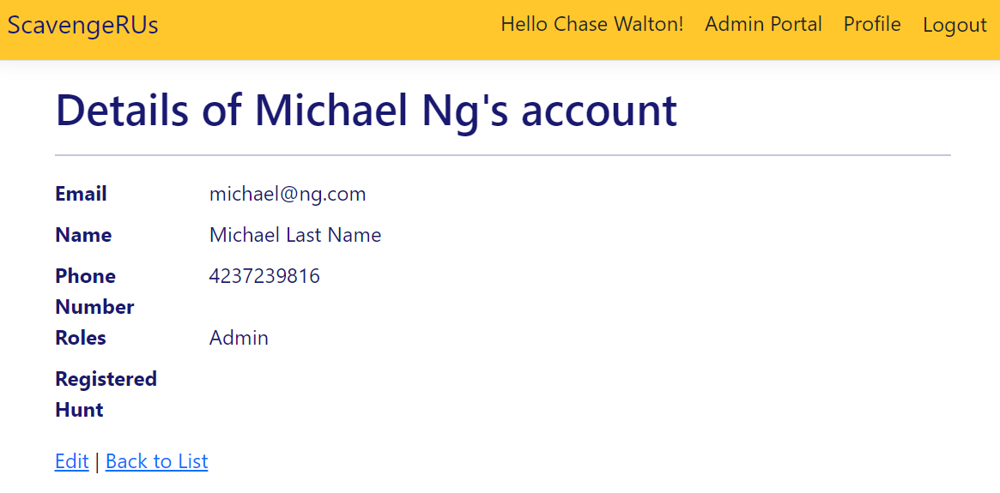 ScavengeRUs Hello Chase Walton! Admin Portal Profile Logout
Details of Michael Ng's account
Email michael@ng.com
Name Michael Last Name
Phone 4237239816
Number
Roles Admin
Registered
Hunt
Edit | Back to List